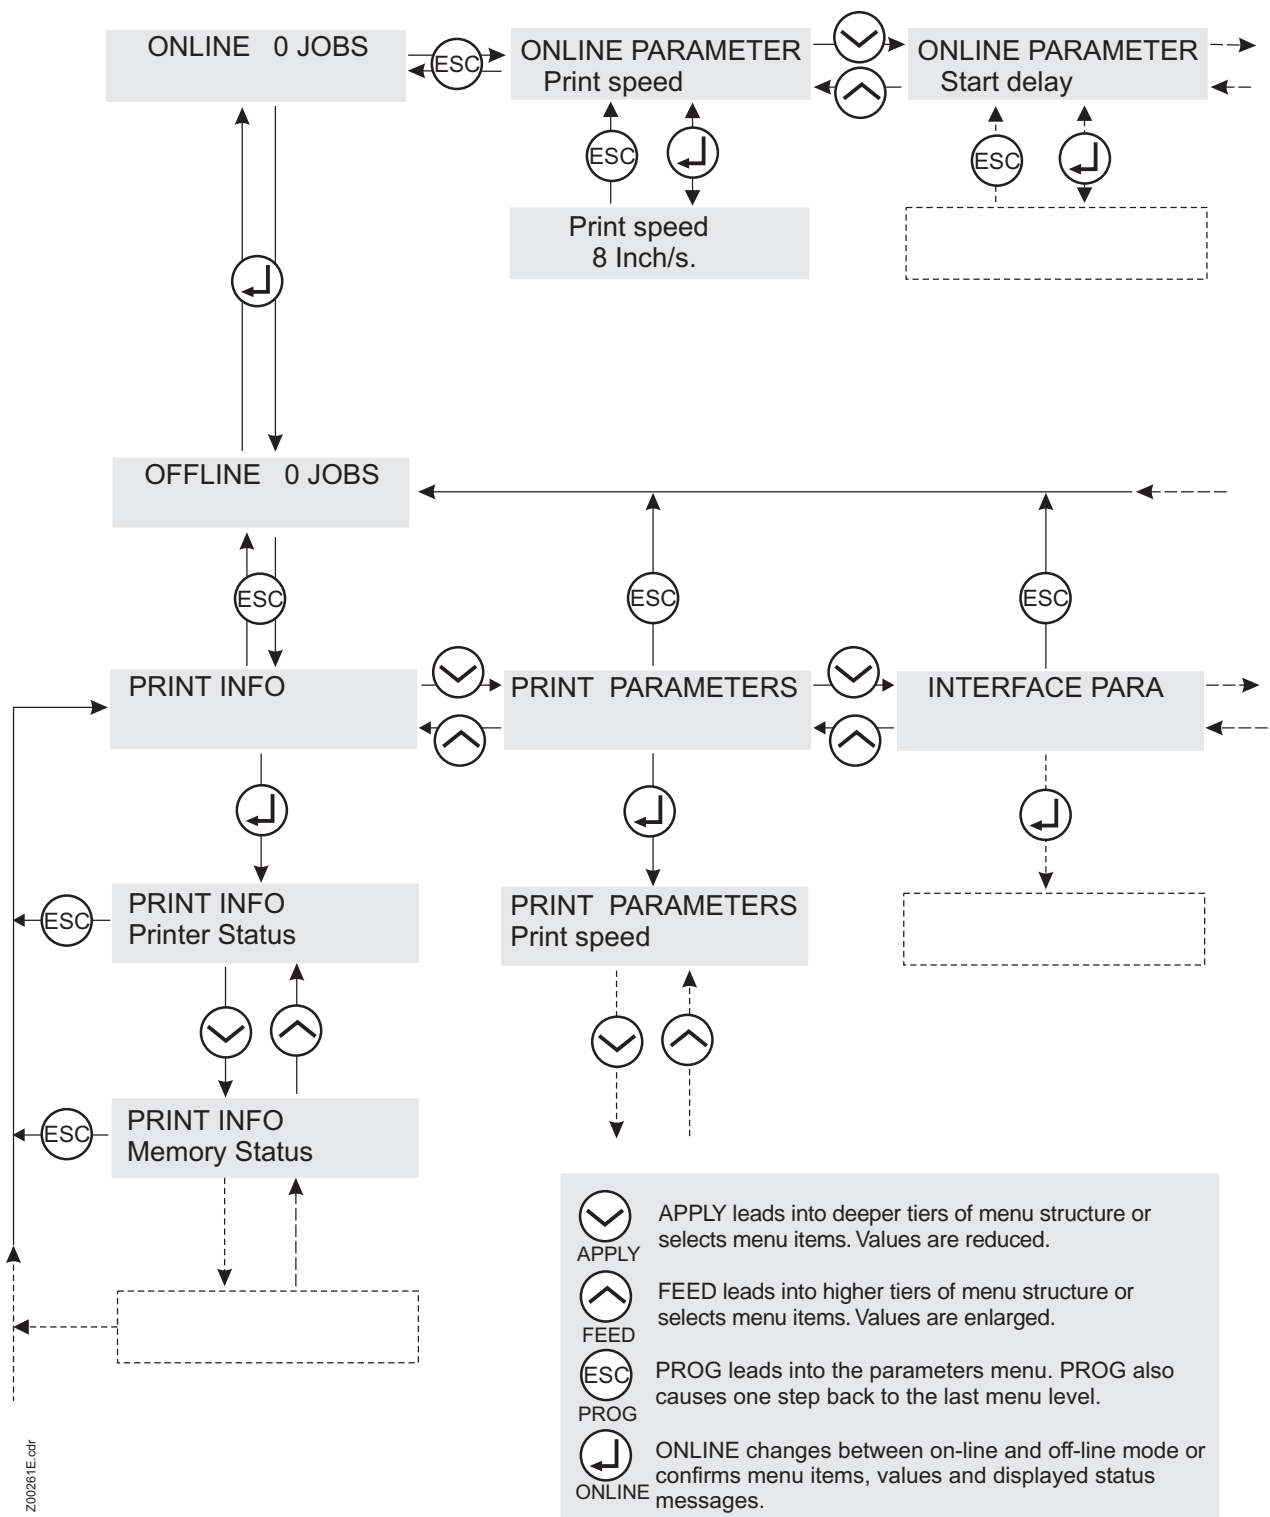 ONLINE 0 JOBS
ESC
ONLINE PARAMETER
Print speed
ONLINE PARAMETER
Start delay
ESC
ESC
Print speed
8 Inch/s.
OFFLINE 0 JOBS
ESC
ESC
ESC
PRINT INFO
PRINT PARAMETERS
INTERFACE PARA
ESC
PRINT INFO
Printer Status
PRINT PARAMETERS
Print speed
ESC
PRINT INFO
Memory Status
APPLY
APPLY leads into deeper tiers of menu structure or
selects menu items. Values are reduced.
FEED
FEED leads into higher tiers of menu structure or
selects menu items. Values are enlarged.
ESC
PROG
PROG leads into the parameters menu. PROG also
causes one step back to the last menu level.
ONLINE
ONLINE changes between on-line and off-line mode or
confirms menu items, values and displayed status
messages.
Z00261E.cdr